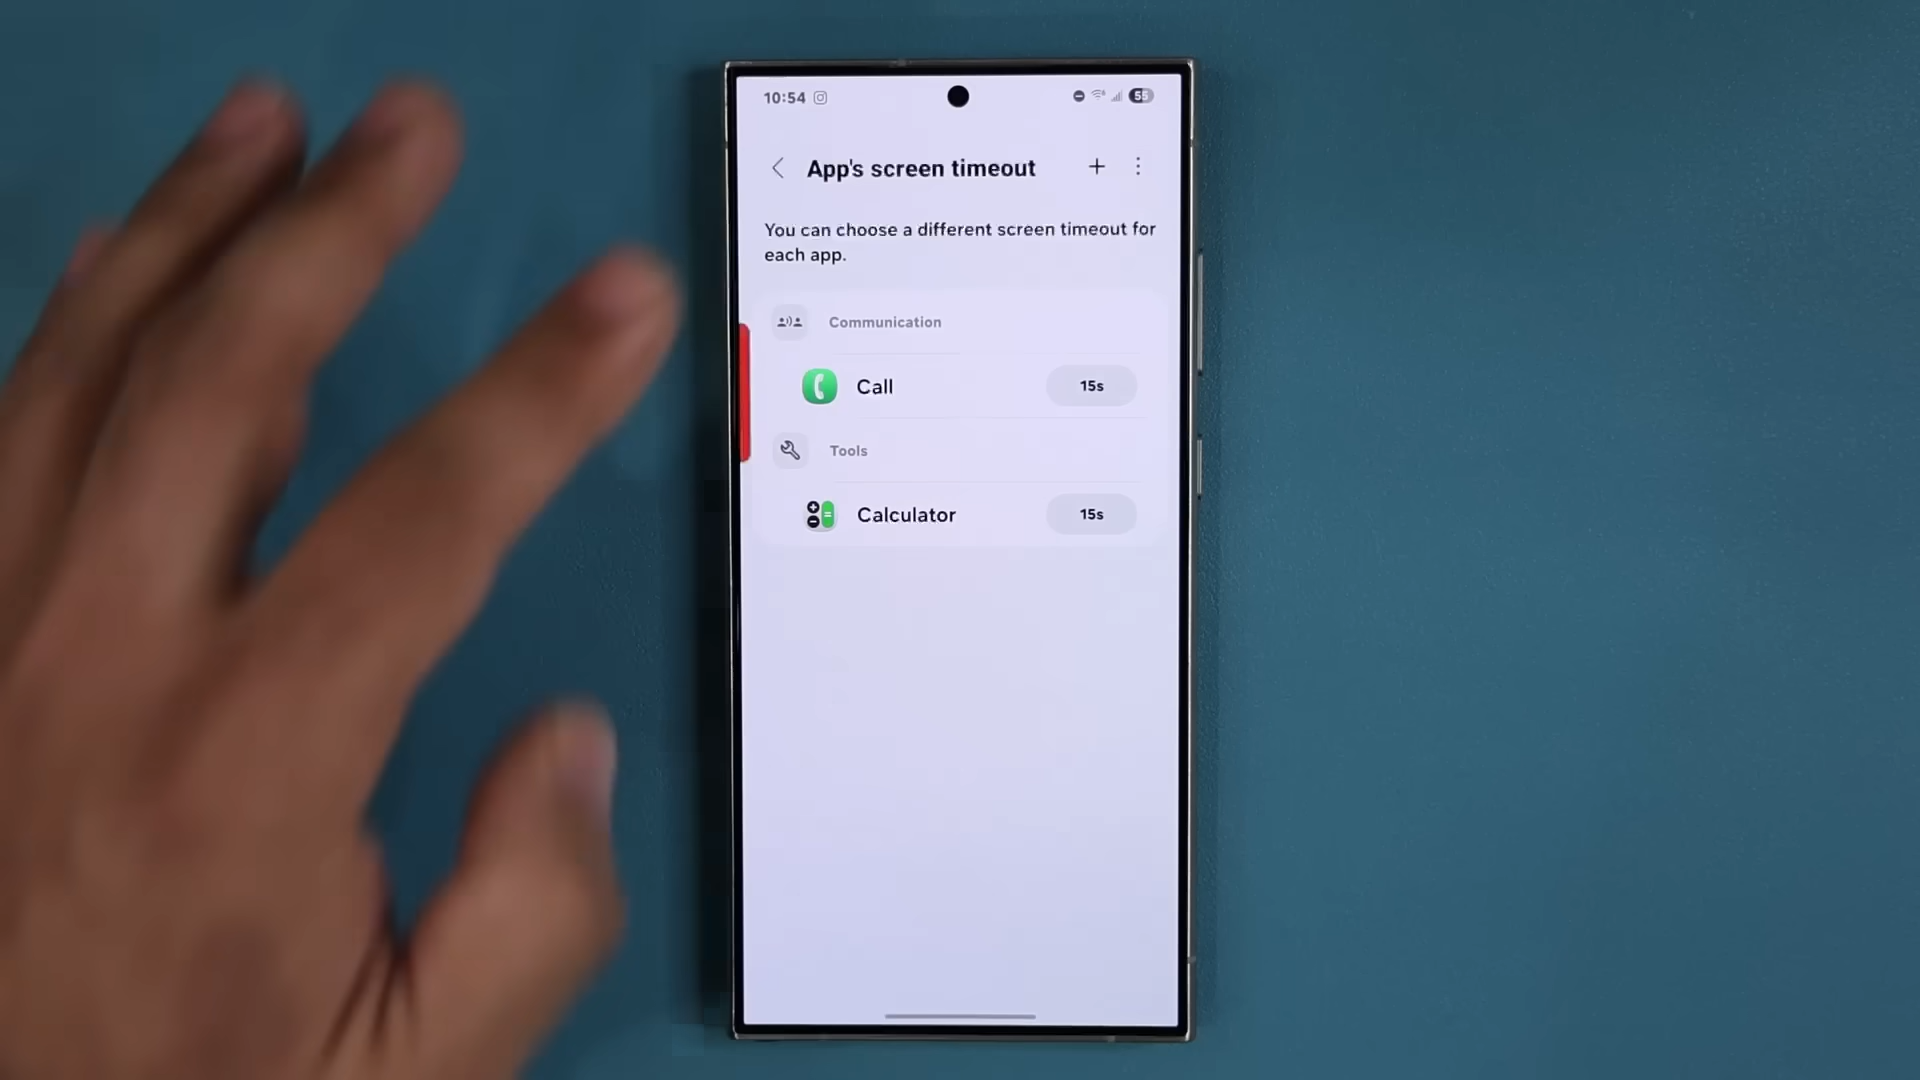 10:54
55
App's screen timeout
You can choose a different screen timeout for
each app.
Communication
Call 15s
Tools
Calculator 15s